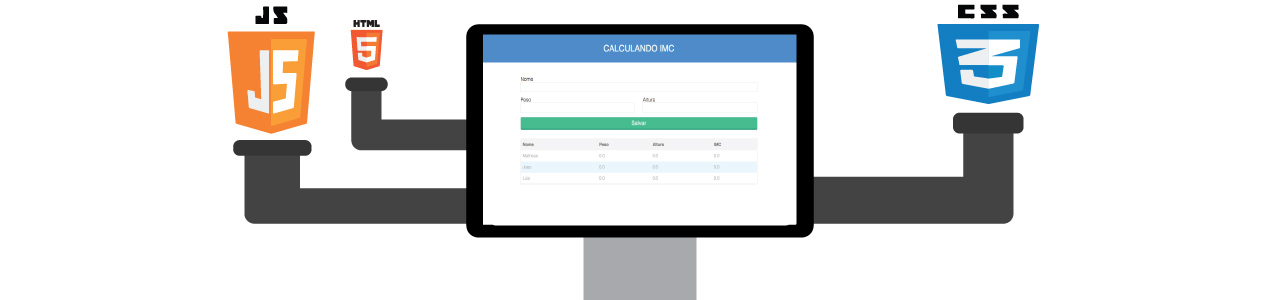 JS
HTML
5
JS
CSS
3
CALCULANDO IMC
Nome
Peso Altura
Salvar
Nome Peso Altura IMC
Matheus 0.0 0.0 0.0
Joao 0.0 0.0 0.0
Luis 0.0 0.0 0.0